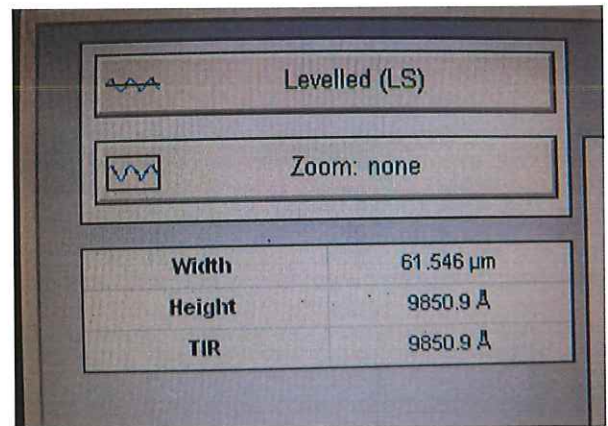 Levelled (LS)
Zoom: none
Width 61.546 µm
Height 9850.9 Å
TIR 9850.9 Å